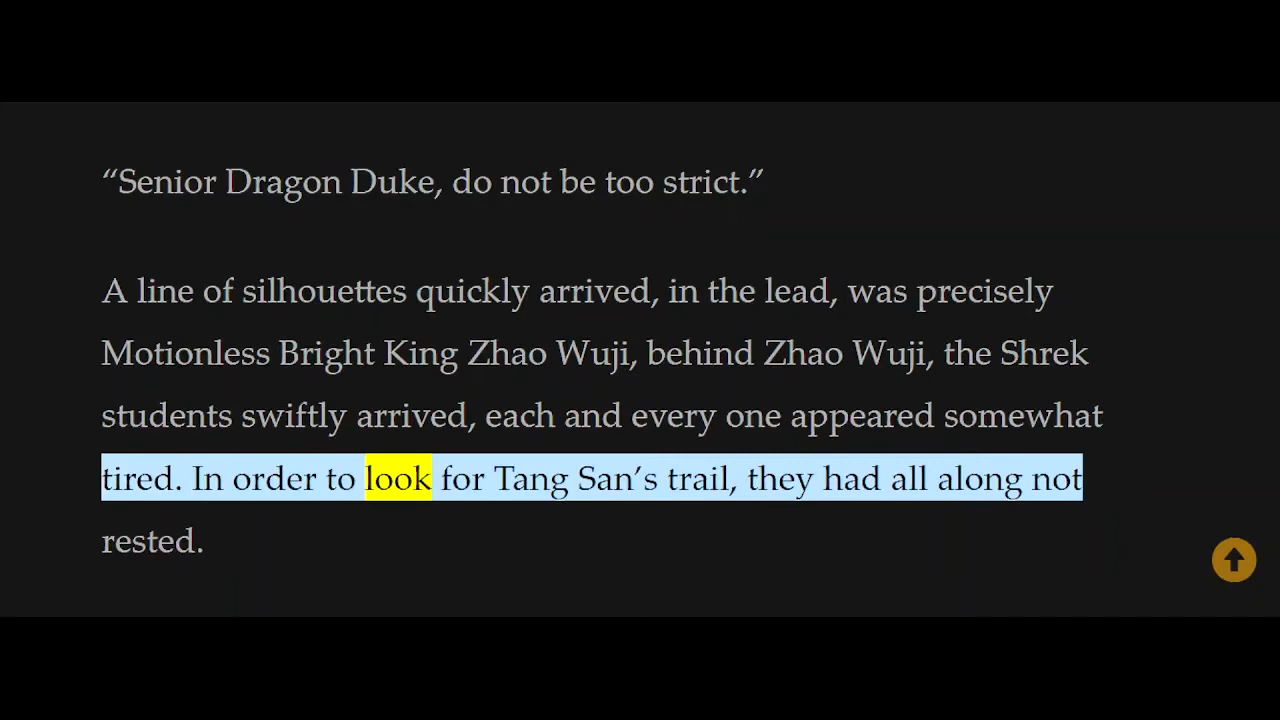 “Senior Dragon Duke, do not be too strict.”
A line of silhouettes quickly arrived, in the lead, was precisely
Motionless Bright King Zhao Wuji, behind Zhao Wuji, the Shrek
students swiftly arrived, each and every one appeared somewhat
tired. In order to look for Tang San’s trail, they had all along not
rested.